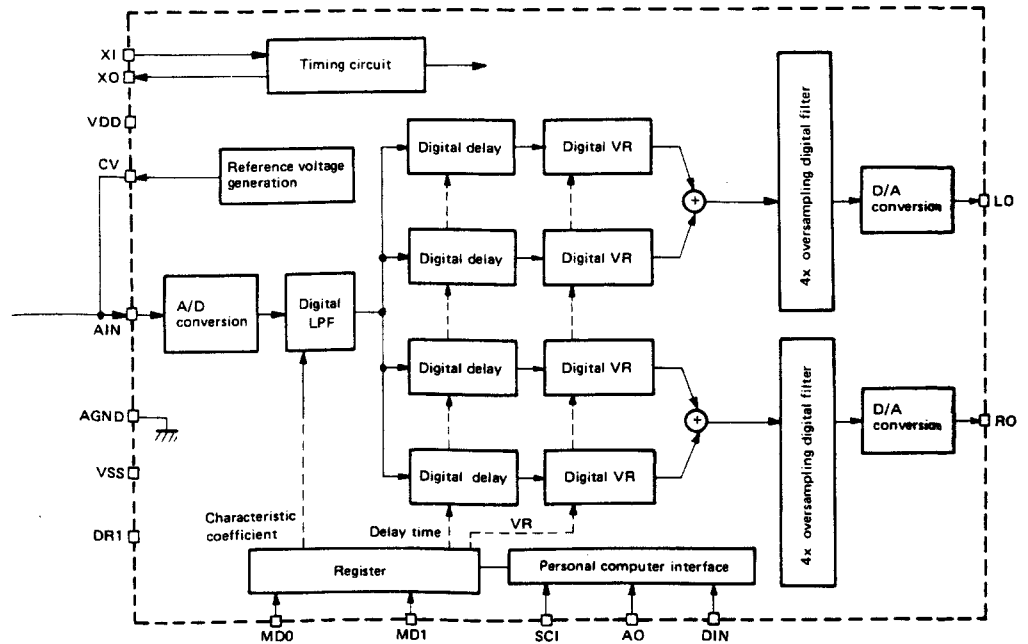 XI
Timing circuit
XO
VDD
CV
Reference voltage
generation
Digital delay
Digital VR
4x oversampling digital filter
D/A
conversion
LO
Digital delay
Digital VR
AIN
A/D
conversion
Digital
LPF
Digital delay
Digital VR
4x oversampling digital filter
D/A
conversion
RO
AGND
Digital delay
Digital VR
VSS
DR1
Characteristic
coefficient
Delay time
VR
Register
Personal computer interface
MD0
MD1
SCI
AO
DIN